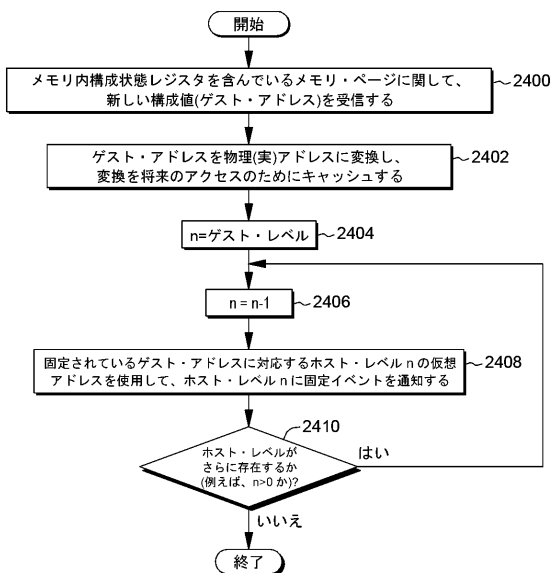 開始
メモリ内構成状態レジスタを含んでいるメモリ・ページに関して、
新しい構成値(ゲスト・アドレス)を受信する
2400
ゲスト・アドレスを物理(実)アドレスに変換し、
変換を将来のアクセスのためにキャッシュする
2402
n=ゲスト・レベル
2404
n = n-1
2406
固定されているゲスト・アドレスに対応するホスト・レベル n の仮想
アドレスを使用して、ホスト・レベル n に固定イベントを通知する
2408
2410
ホスト・レベルが
さらに存在するか
(例えば、n>0 か)?
はい
いいえ
終了